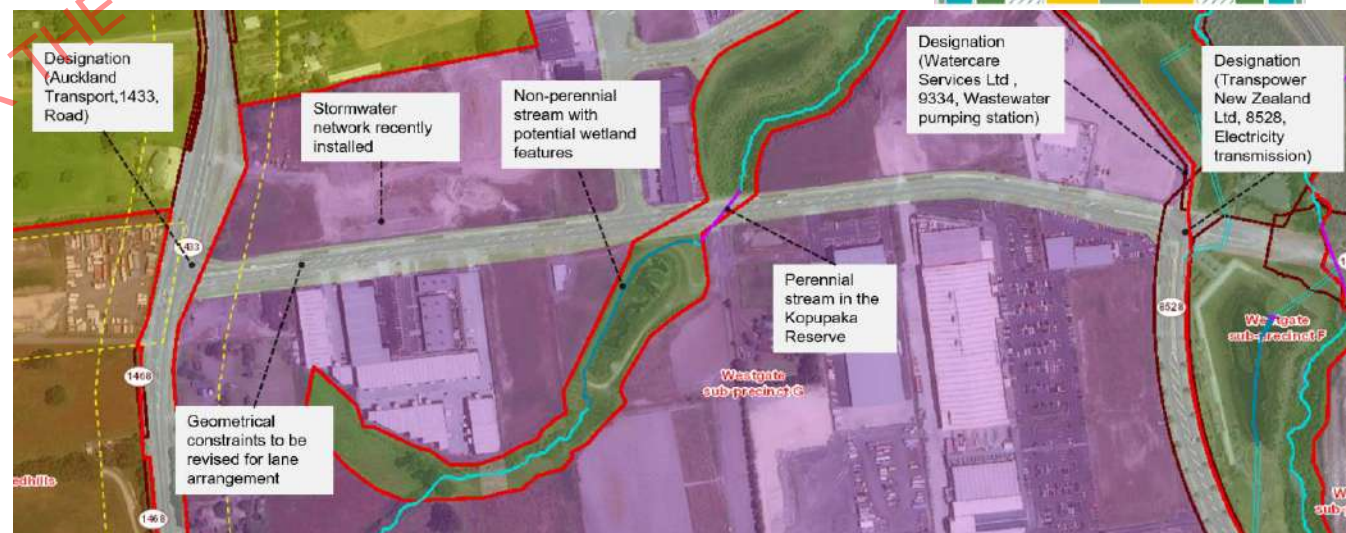 THE
Designation
(Auckland
Transport,1433,
Road)
Stormwater
network recently
installed
Non-perennial
stream with
potential wetland
features
Designation
(Watercare
Services Ltd ,
9334, Wastewater
pumping station)
Designation
(Transpower
New Zealand
Ltd, 8528,
Electricity
transmission)
1433
Perennial
stream in the
Kopupaka
Reserve
8528
Westgate
sub-precinct F
1468
Westgate
sub-precinct G
Geometrical
constraints to be
revised for lane
arrangement
edhills
1468